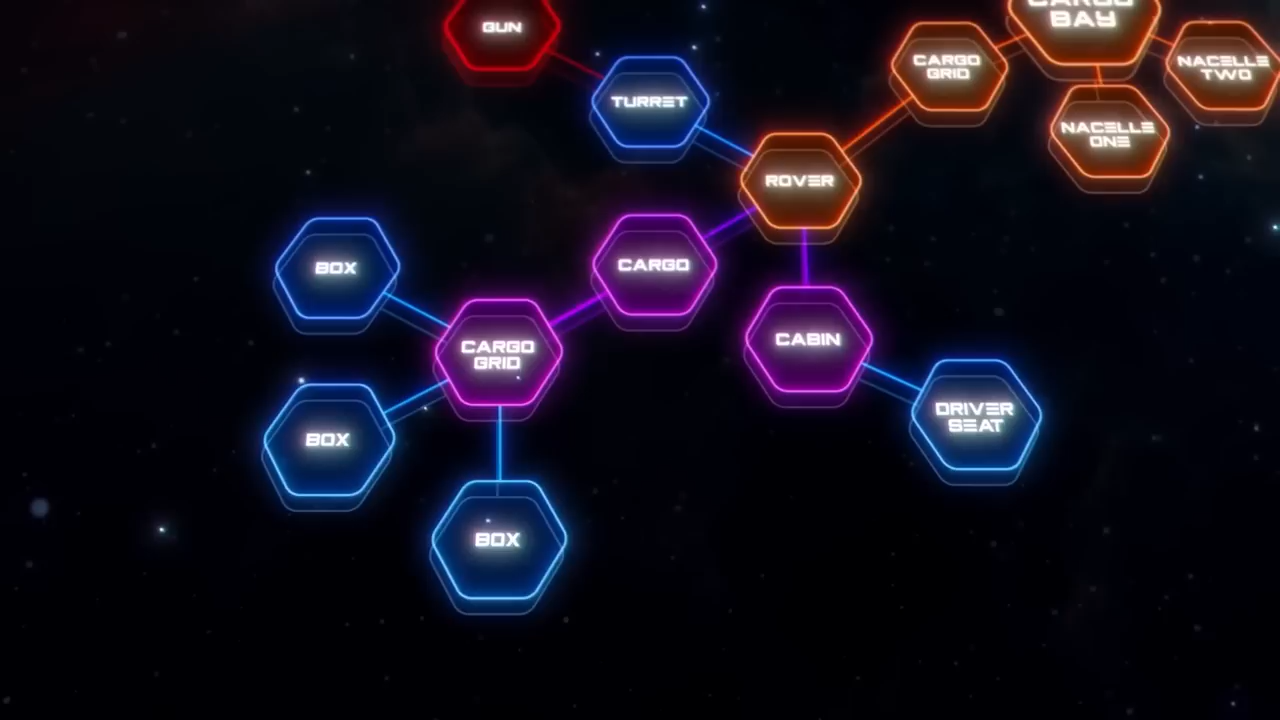 CARGO
BAY
GUN
CARGO
GRID
NACELLE
TWO
TURRET
NACELLE
ONE
ROVER
BOX
CARGO
CABIN
CARGO
GRID
DRIVER
SEAT
BOX
BOX